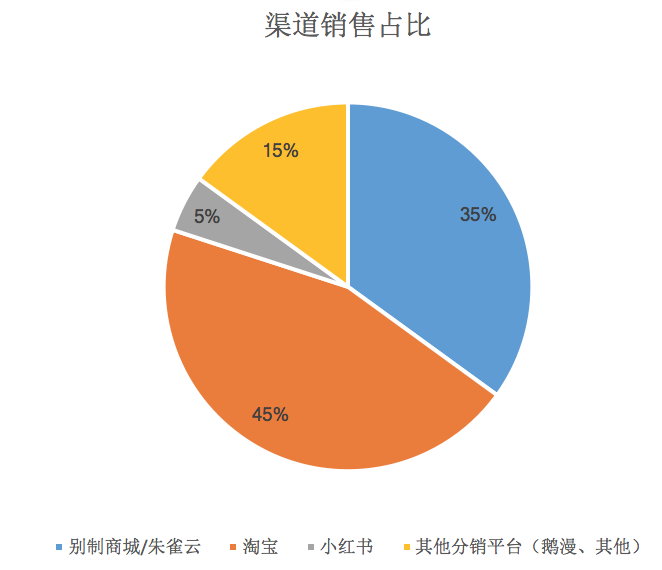 渠道销售占比
15%
35%
5%
45%
别制商城/朱雀云
淘宝
小红书
其他分销平台（鹅漫、其他）